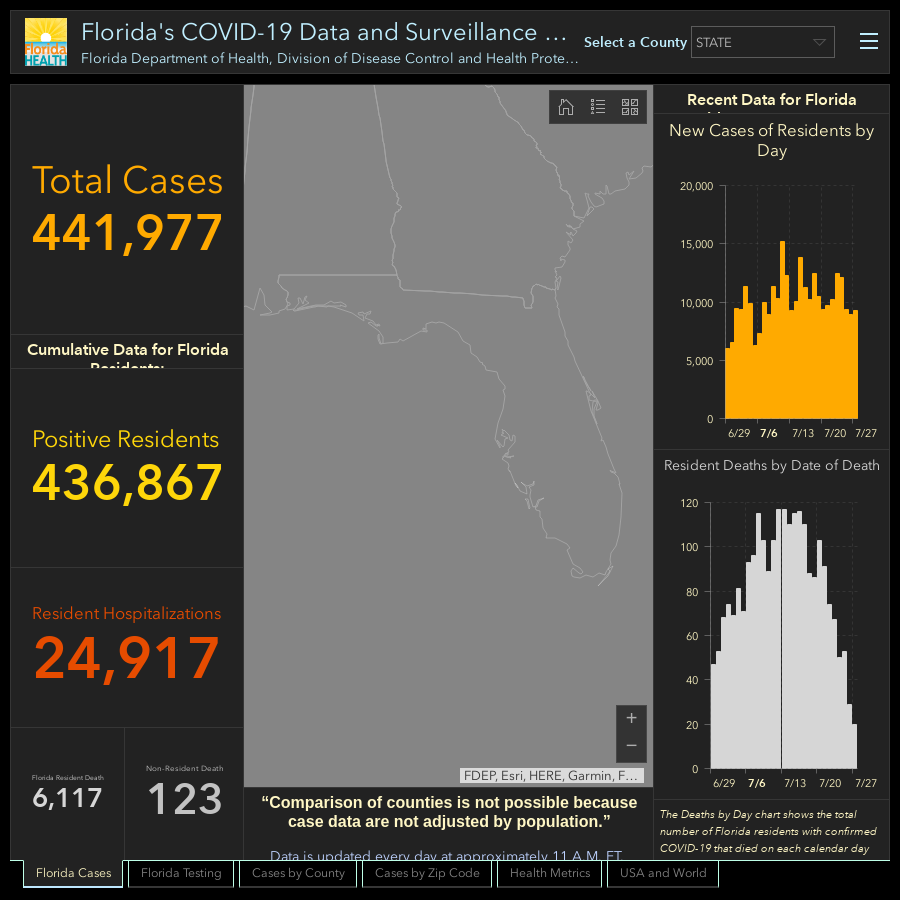 Florida
HEALTH
Florida's COVID-19 Data and Surveillance …
Florida Department of Health, Division of Disease Control and Health Prote…
Select a County
STATE
Total Cases
441,977
Cumulative Data for Florida
Residents:
Positive Residents
436,867
Resident Hospitalizations
24,917
Florida Resident Death
6,117
Non-Resident Death
123
+
−
FDEP, Esri, HERE, Garmin, F…
“Comparison of counties is not possible because
case data are not adjusted by population.”
Data is updated every day at approximately 11 A.M. ET.
Recent Data for Florida
New Cases of Residents by
Day
20,000
15,000
10,000
5,000
0
6/29 7/6 7/13 7/20 7/27
Resident Deaths by Date of Death
120
100
80
60
40
20
0
6/29 7/6 7/13 7/20 7/27
The Deaths by Day chart shows the total
number of Florida residents with confirmed
COVID-19 that died on each calendar day
Florida Cases
Florida Testing
Cases by County
Cases by Zip Code
Health Metrics
USA and World